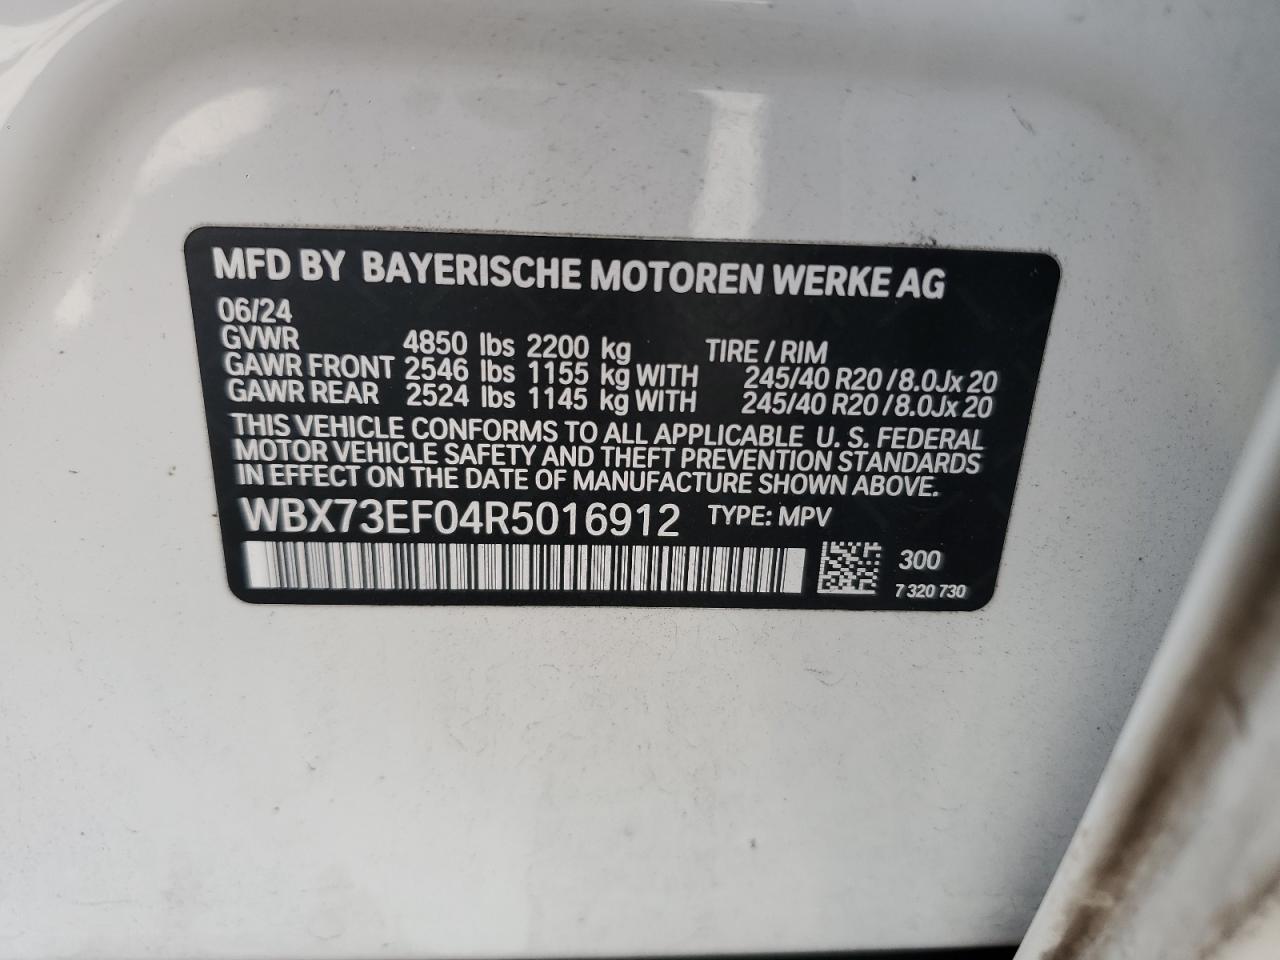 MFD BY BAYERISCHE MOTOREN WERKE AG
06/24
GVWR 4850 lbs 2200 kg TIRE / RIM
GAWR FRONT 2546 lbs 1155 kg WITH 245/40 R20 / 8.0Jx 20
GAWR REAR 2524 lbs 1145 kg WITH 245/40 R20 / 8.0Jx 20
THIS VEHICLE CONFORMS TO ALL APPLICABLE U. S. FEDERAL
MOTOR VEHICLE SAFETY AND THEFT PREVENTION STANDARDS
IN EFFECT ON THE DATE OF MANUFACTURE SHOWN ABOVE.
WBX73EF04R5016912 TYPE: MPV
300
7 320 730